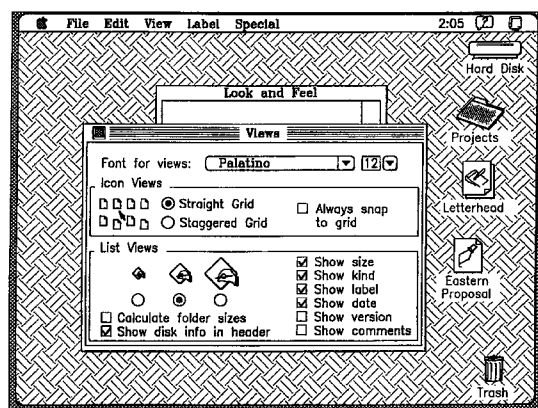 File Edit View Label Special 2:05
Hard Disk
Look and Feel
Projects
Views
Font for views: Palatino 12
Icon Views
Straight Grid
Always snap
to grid
Staggered Grid
Letterhead
List Views
Show size
Show kind
Show label
Show date
Show version
Show comments
Calculate folder sizes
Show disk info in header
Eastern
Proposal
Trash